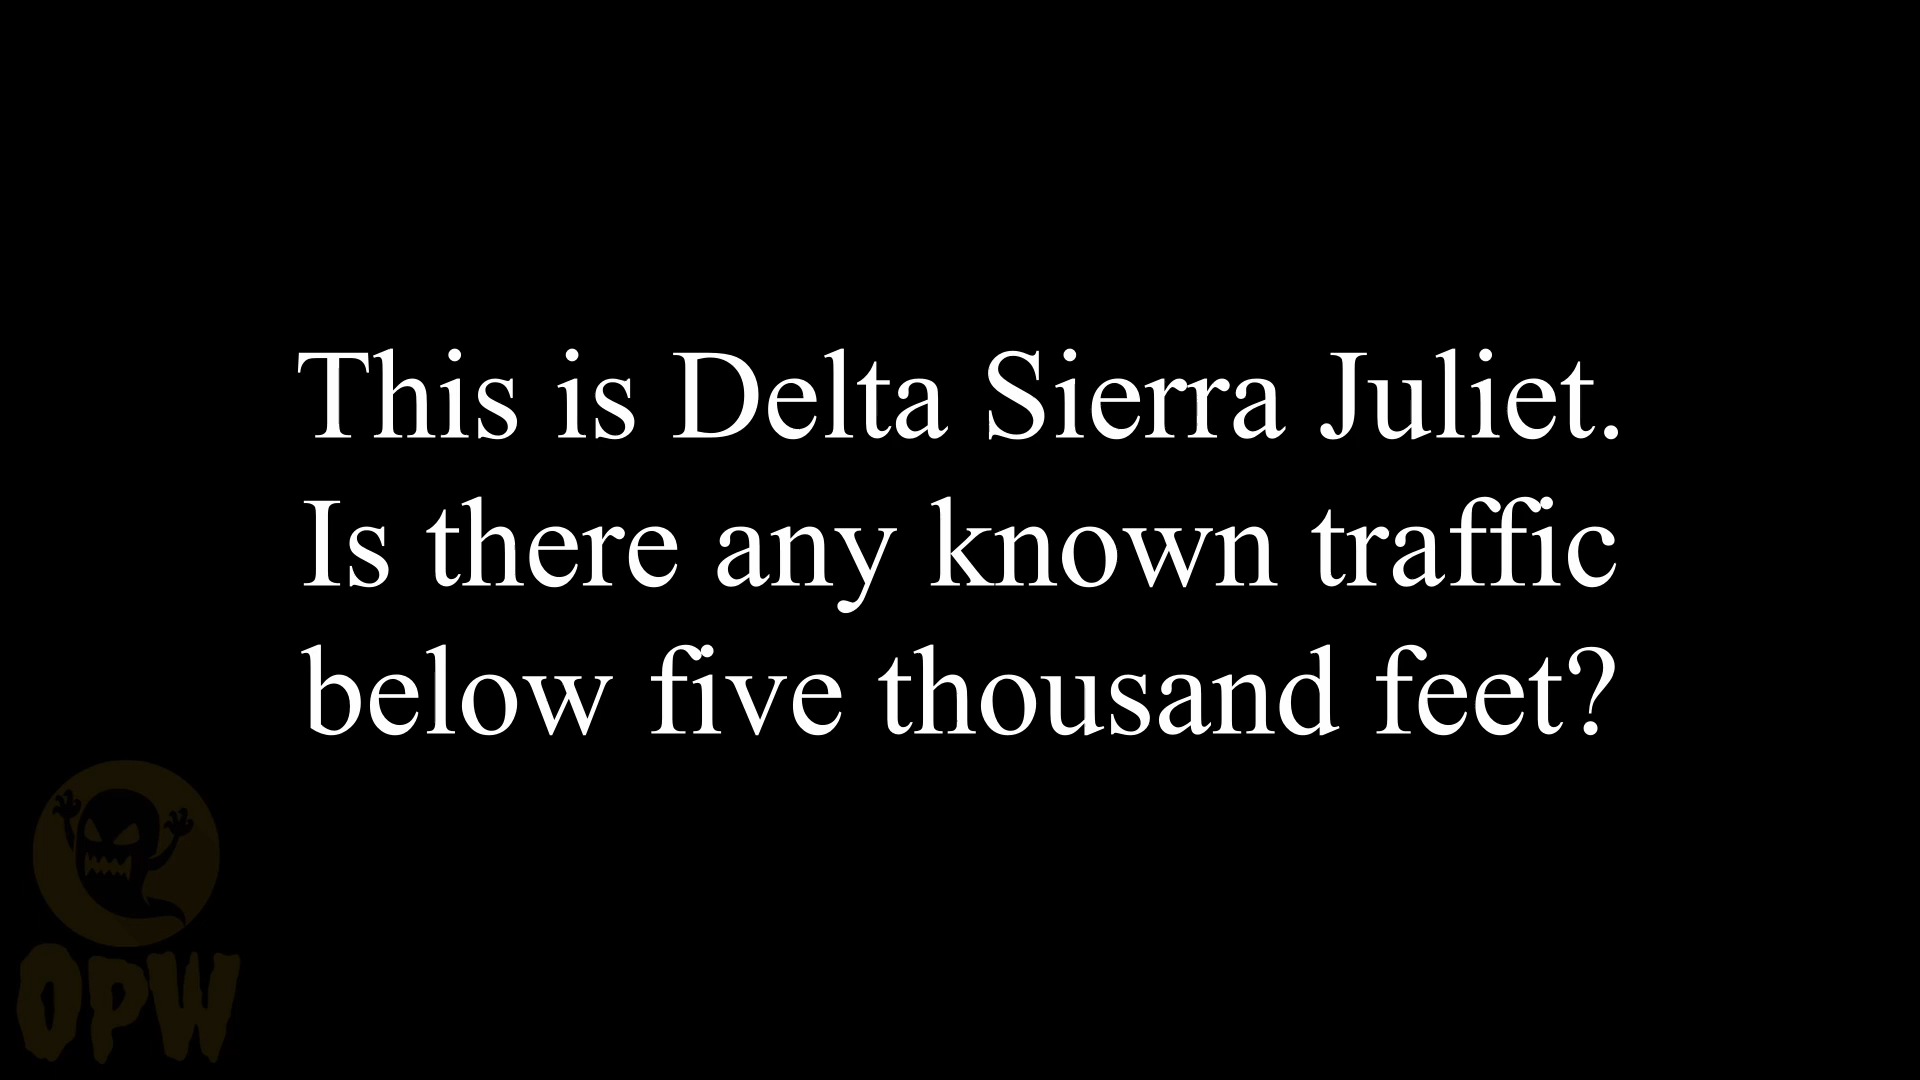 This is Delta Sierra Juliet.
Is there any known traffic
below five thousand feet?
OPW